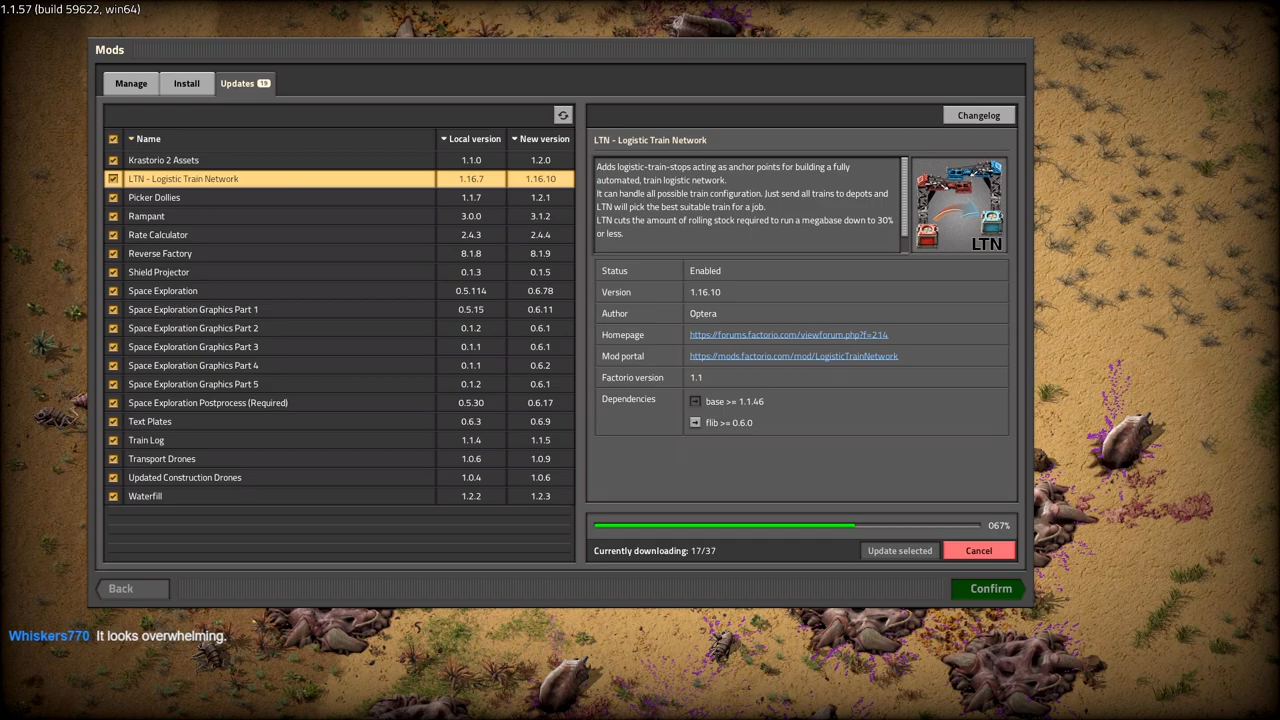 1.1.57 (build 59622, win64)
Mods
Manage Install Updates 19
Changelog
Name Local version New version
Krastorio 2 Assets 1.1.0 1.2.0
LTN - Logistic Train Network 1.16.7 1.16.10
Picker Dollies 1.1.7 1.2.1
Rampant 3.0.0 3.1.2
Rate Calculator 2.4.3 2.4.4
Reverse Factory 8.1.8 8.1.9
Shield Projector 0.1.3 0.1.5
Space Exploration 0.5.114 0.6.78
Space Exploration Graphics Part 1 0.5.15 0.6.11
Space Exploration Graphics Part 2 0.1.2 0.6.1
Space Exploration Graphics Part 3 0.1.1 0.6.1
Space Exploration Graphics Part 4 0.1.1 0.6.2
Space Exploration Graphics Part 5 0.1.2 0.6.1
Space Exploration Postprocess (Required) 0.5.30 0.6.17
Text Plates 0.6.3 0.6.9
Train Log 1.1.4 1.1.5
Transport Drones 1.0.6 1.0.9
Updated Construction Drones 1.0.4 1.0.6
Waterfill 1.2.2 1.2.3
LTN - Logistic Train Network
Adds logistic-train-stops acting as anchor points for building a fully
automated, train logistic network.
It can handle all possible train configuration. Just send all trains to depots and
LTN will pick the best suitable train for a job.
LTN cuts the amount of rolling stock required to run a megabase down to 30%
or less.
LTN
Status Enabled
Version 1.16.10
Author Optera
Homepage https://forums.factorio.com/viewforum.php?f=214
Mod portal https://mods.factorio.com/mod/LogisticTrainNetwork
Factorio version 1.1
Dependencies base >= 1.1.46
flib >= 0.6.0
067%
Currently downloading: 17/37 Update selected Cancel
Back Confirm
Whiskers770 It looks overwhelming.